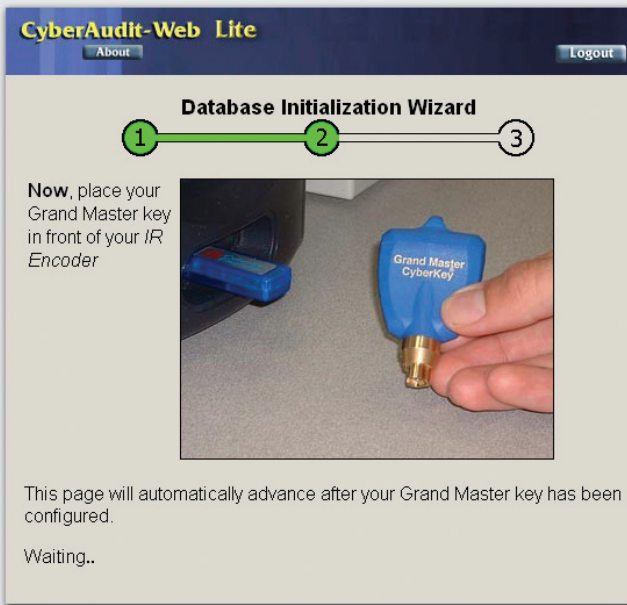 CyberAudit-Web Lite
About
Logout
Database Initialization Wizard
1 2 3
Now, place your
Grand Master key
in front of your IR
Encoder
Grand Master
CyberKey
This page will automatically advance after your Grand Master key has been
configured.
Waiting..